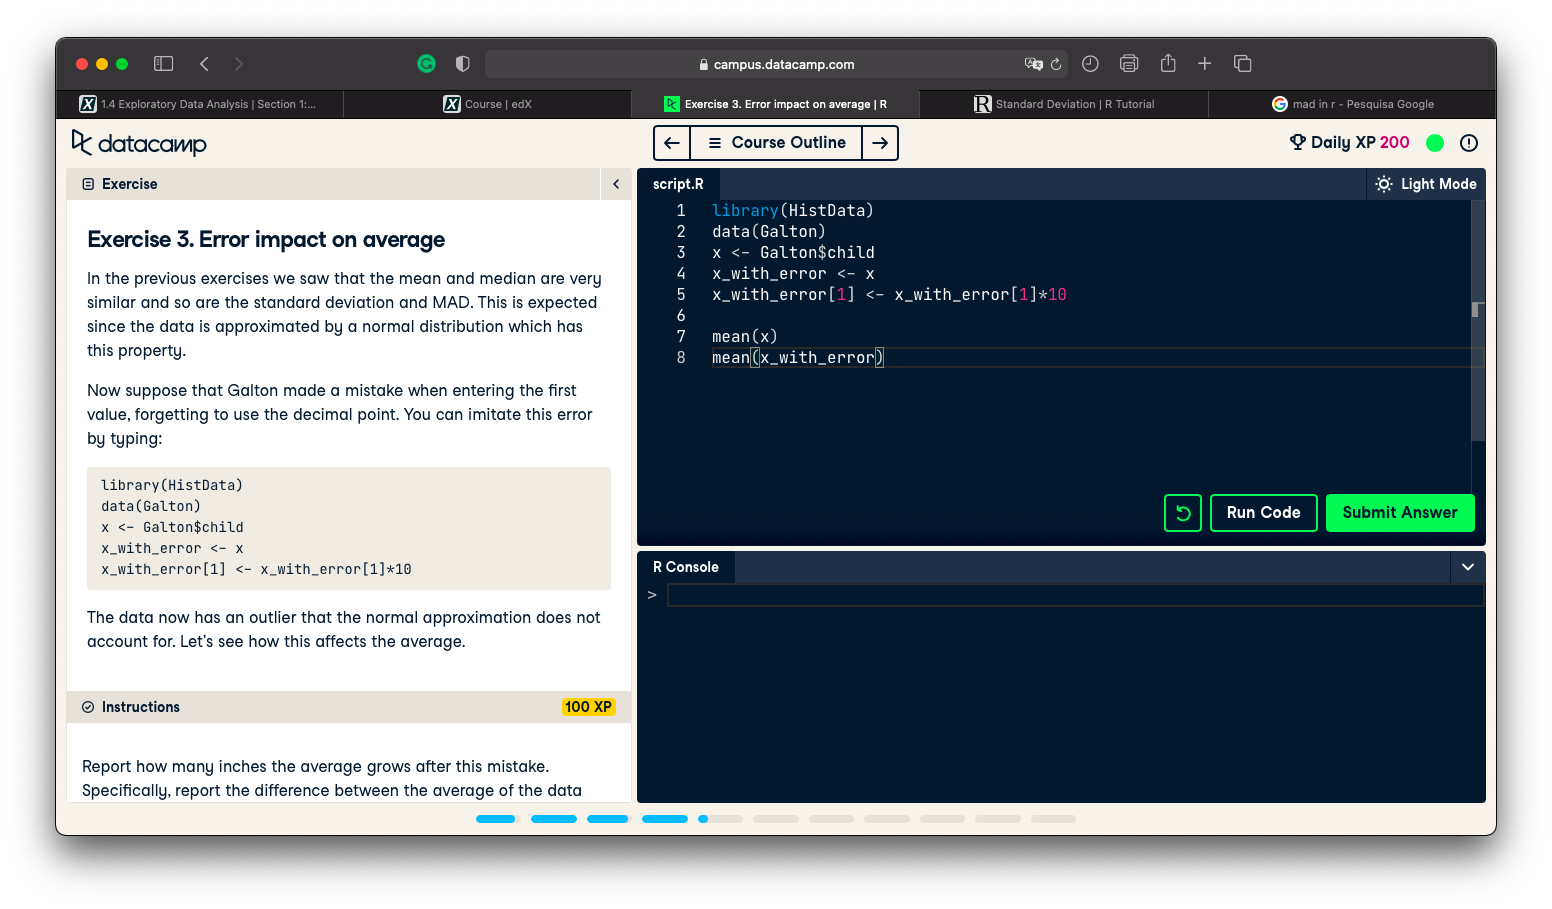 campus.datacamp.com
1.4 Exploratory Data Analysis | Section 1:...
Course | edX
Exercise 3. Error impact on average | R
Standard Deviation | R Tutorial
mad in r - Pesquisa Google
datacamp
Course Outline
Daily XP 200
Exercise
Exercise 3. Error impact on average
In the previous exercises we saw that the mean and median are very
similar and so are the standard deviation and MAD. This is expected
since the data is approximated by a normal distribution which has
this property.
Now suppose that Galton made a mistake when entering the first
value, forgetting to use the decimal point. You can imitate this error
by typing:
library(HistData)
data(Galton)
x <- Galton$child
x_with_error <- x
x_with_error[1] <- x_with_error[1]*10
The data now has an outlier that the normal approximation does not
account for. Let's see how this affects the average.
Instructions
100 XP
Report how many inches the average grows after this mistake.
Specifically, report the difference between the average of the data
script.R
Light Mode
1 library(HistData)
2 data(Galton)
3 x <- Galton$child
4 x_with_error <- x
5 x_with_error[1] <- x_with_error[1]*10
6
7 mean(x)
8 mean(x_with_error)
Run Code
Submit Answer
R Console
>